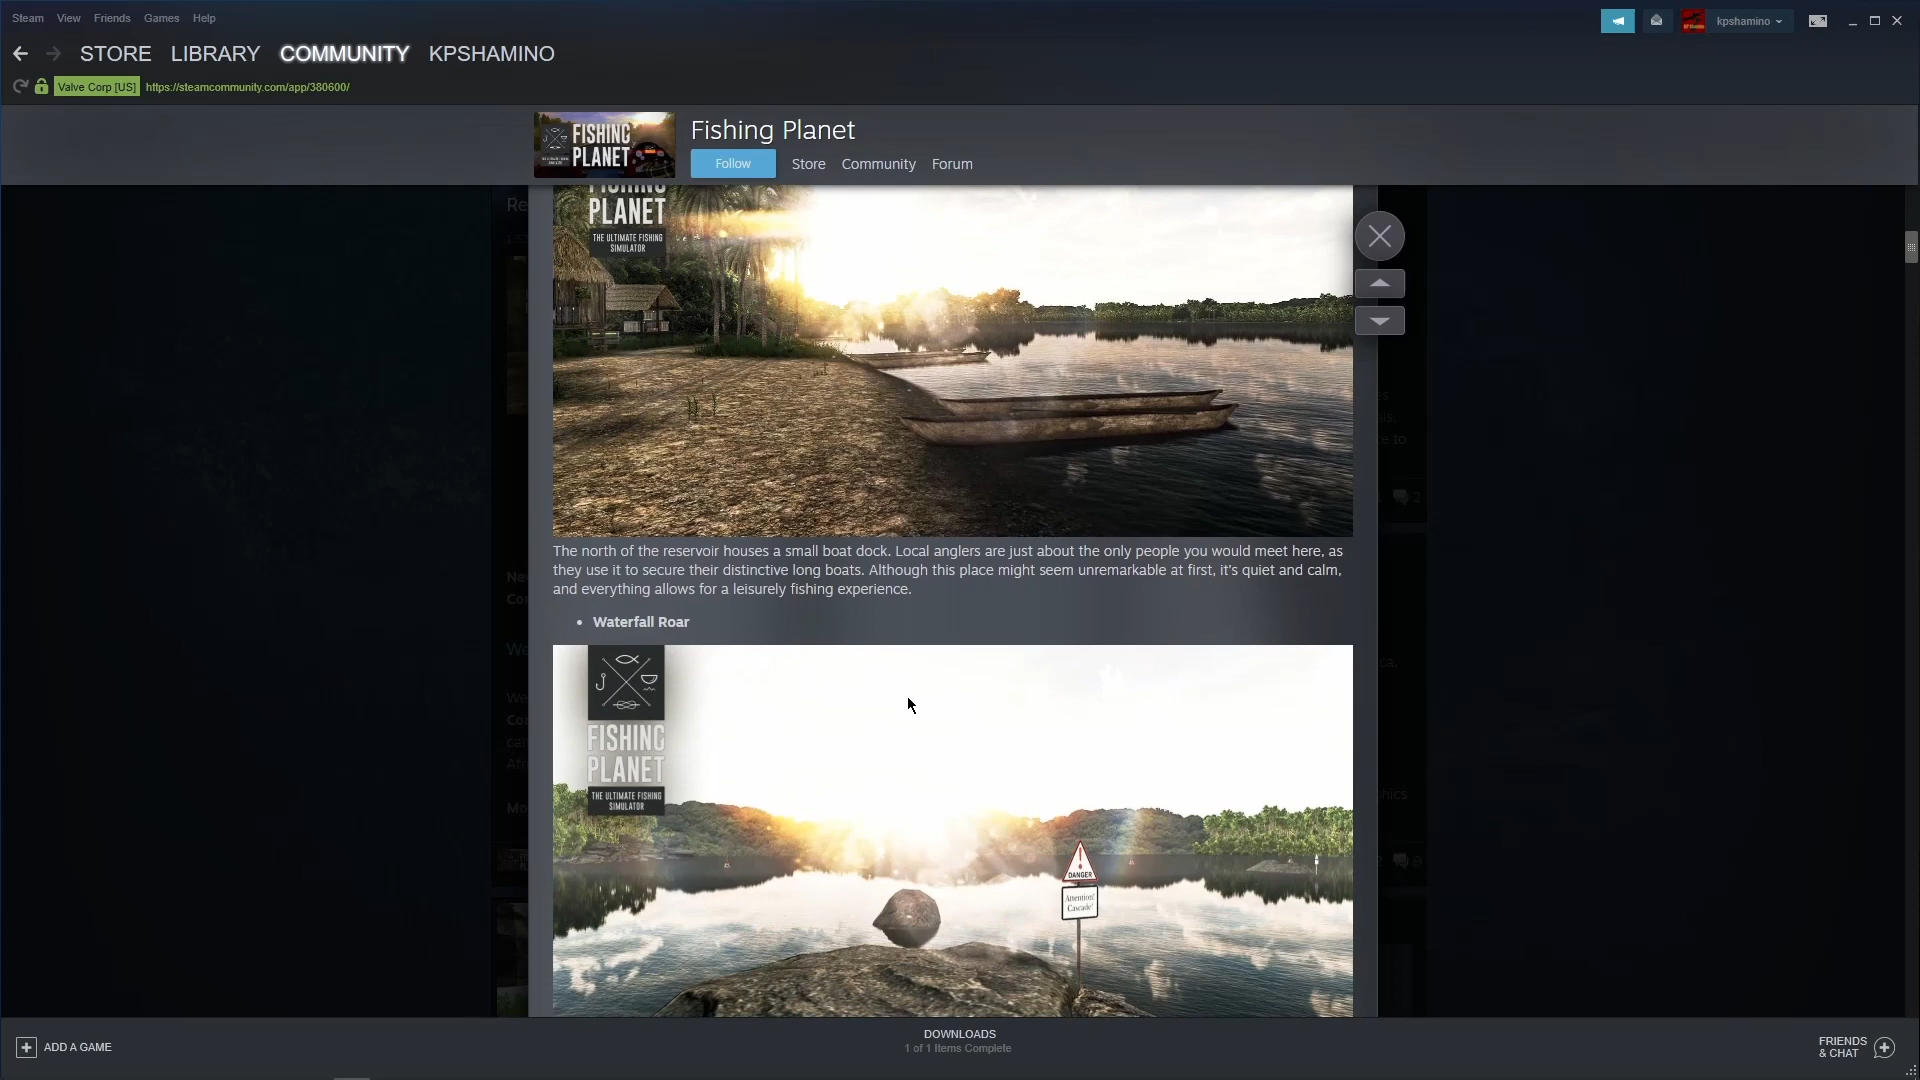 Steam View Friends Games Help
kpshamino
STORE LIBRARY COMMUNITY KPSHAMINO
Valve Corp [US] https://steamcommunity.com/app/380600/
FISHING
PLANET
Fishing Planet
Follow Store Community Forum
PLANET
THE ULTIMATE FISHING
SIMULATOR
The north of the reservoir houses a small boat dock. Local anglers are just about the only people you would meet here, as
they use it to secure their distinctive long boats. Although this place might seem unremarkable at first, it's quiet and calm,
and everything allows for a leisurely fishing experience.
• Waterfall Roar
FISHING
PLANET
THE ULTIMATE FISHING
SIMULATOR
DANGER
Attention!
Cascade!
ADD A GAME
DOWNLOADS
1 of 1 Items Complete
FRIENDS
& CHAT